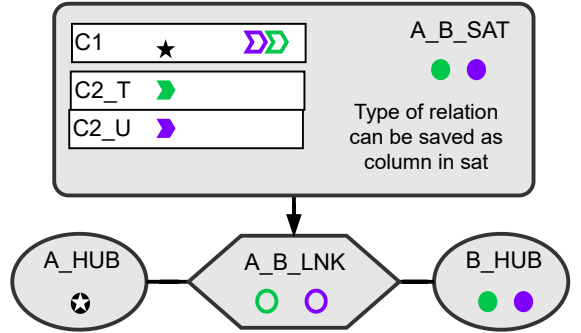 C1
A_B_SAT
C2_T
C2_U
Type of relation
can be saved as
column in sat
A_HUB
A_B_LNK
B_HUB